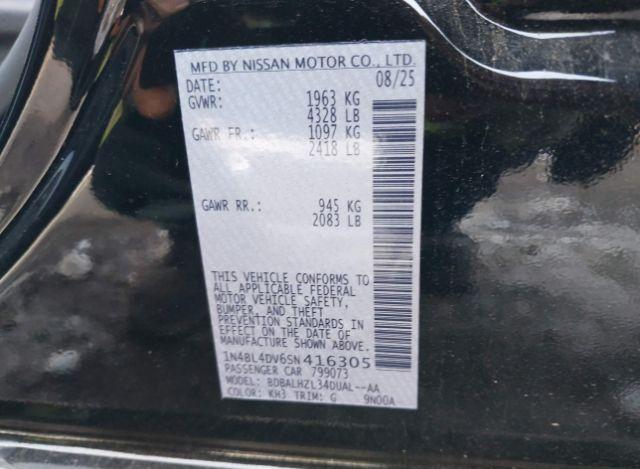 MFD BY NISSAN MOTOR CO., LTD.
DATE: 08/25
GVWR: 1963 KG
4328 LB
GAWR FR.: 1097 KG
2418 LB
GAWR RR.: 945 KG
2083 LB
THIS VEHICLE CONFORMS TO
ALL APPLICABLE FEDERAL
MOTOR VEHICLE SAFETY,
BUMPER, AND THEFT
PREVENTION STANDARDS IN
EFFECT ON THE DATE OF
MANUFACTURE SHOWN ABOVE.
1N4BL4DV6SN416305
PASSENGER CAR 799073
MODEL: BDBALHZL34DUAL--AA
COLOR: KH3 TRIM: G 9N00A